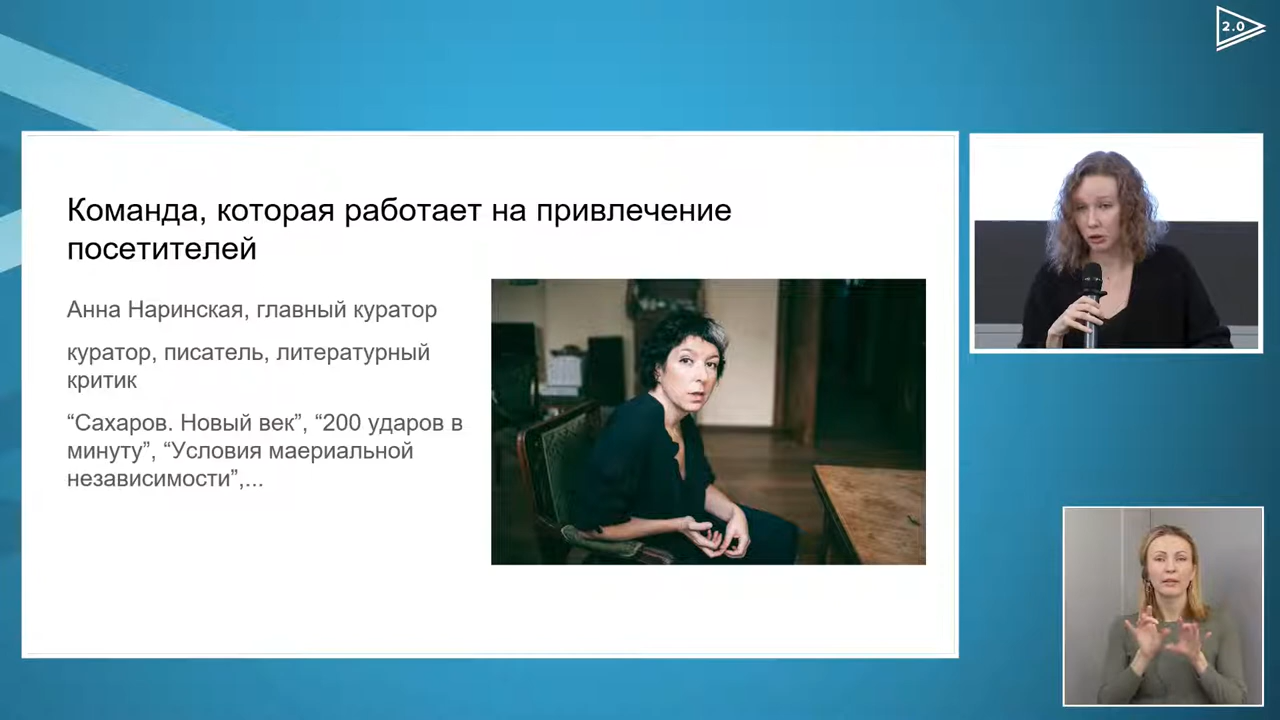 2.0
Команда, которая работает на привлечение
посетителей
Анна Наринская, главный куратор
куратор, писатель, литературный
критик
“Сахаров. Новый век”, “200 ударов в
минуту”, “Условия маериальной
независимости”,...